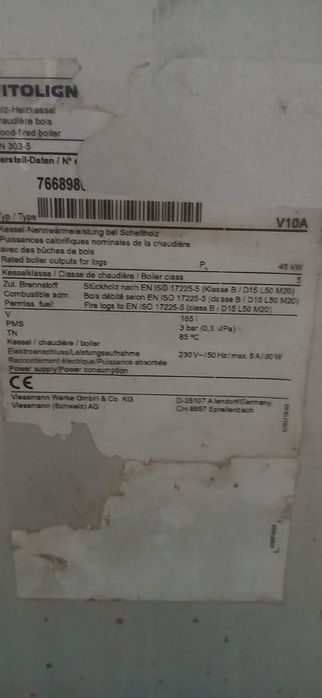 ITOLIGN
lz-Heizkessel
audière bois
ood-fired boiler
N 303-5
erstell-Daten / N°
766898
Typ / Type
V10A
Kessel-Nennwärmeleistung bei Scheitholz
Puissances calorifiques nominales de la chaudière
avec des bûches de bois
Rated boiler outputs for logs P 45 kW
Kesselklasse / Classe de chaudière / Boiler class 5
Zul. Brennstoff Stückholz nach EN ISO 17225-5 (Klasse B / D15 L50 M20)
Combustible adm. Bois débité selon EN ISO 17225-5 (classe B / D15 L50 M20)
Permiss. fuel: Fire logs to EN ISO 17225-5 (class B / D15 L50 M20)
V 165
PMS 3 bar (0,3 MPa)
TN 85 °C
Kessel / chaudière / boiler
Elektroanschluss/Leistungsaufnahme 230 V~/50 Hz/max. 5 A/
Raccordement électrique/Puissance absorbée
Power supply/Power consumption
CE
Viessmann Werke GmbH & Co. KG D-35107 Allendorf/Germany
Viessmann (Schweiz) AG CH-8957 Spreitenbach